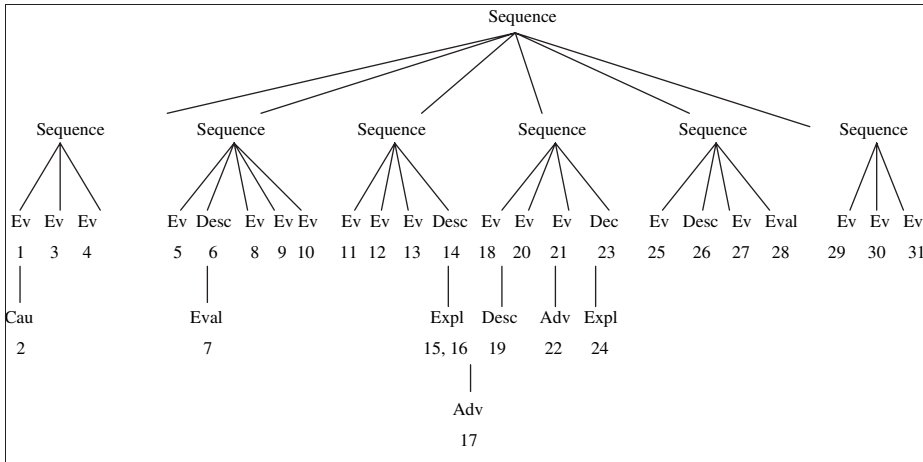 Sequence
Sequence Sequence Sequence Sequence Sequence Sequence
Ev Ev Ev Ev Desc Ev Ev Ev Ev Ev Ev Desc Ev Ev Ev Dec Ev Desc Ev Eval Ev Ev Ev
1 3 4 5 6 8 9 10 11 12 13 14 18 20 21 23 25 26 27 28 29 30 31
Cau Eval Expl Desc Adv Expl
2 7 15, 16 19 22 24
Adv
17